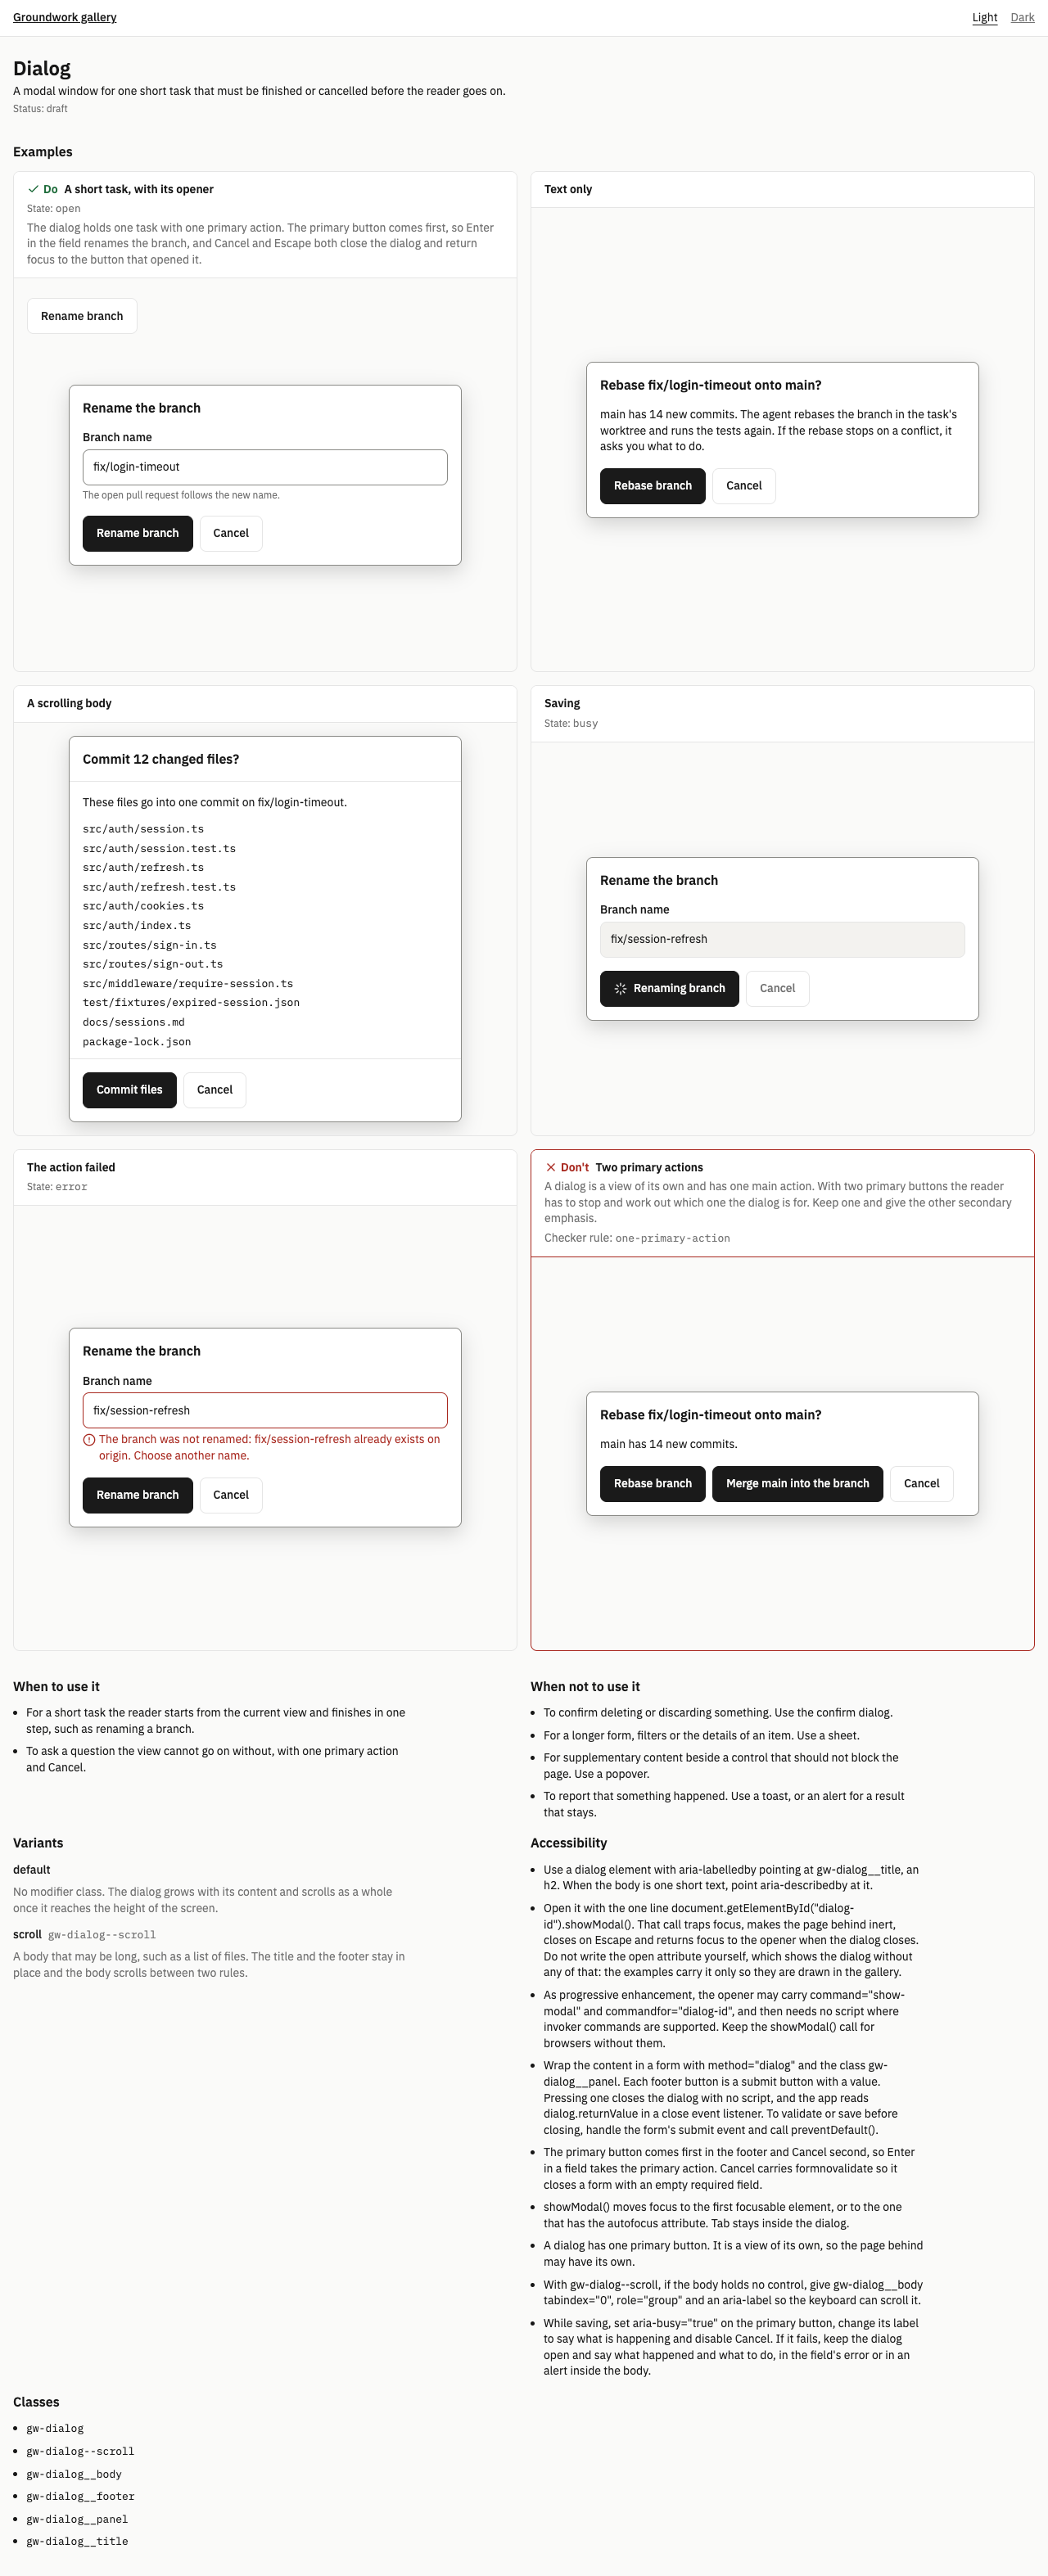 Groundwork gallery
Light Dark
Dialog
A modal window for one short task that must be finished or cancelled before the reader goes on.
Status: draft
Examples
Do A short task, with its opener
State: open
The dialog holds one task with one primary action. The primary button comes first, so Enter
in the field renames the branch, and Cancel and Escape both close the dialog and return
focus to the button that opened it.
Rename branch
Rename the branch
Branch name
fix/login-timeout
The open pull request follows the new name.
Rename branch Cancel
Text only
Rebase fix/login-timeout onto main?
main has 14 new commits. The agent rebases the branch in the task's
worktree and runs the tests again. If the rebase stops on a conflict, it
asks you what to do.
Rebase branch Cancel
A scrolling body
Commit 12 changed files?
These files go into one commit on fix/login-timeout.
src/auth/session.ts
src/auth/session.test.ts
src/auth/refresh.ts
src/auth/refresh.test.ts
src/auth/cookies.ts
src/auth/index.ts
src/routes/sign-in.ts
src/routes/sign-out.ts
src/middleware/require-session.ts
test/fixtures/expired-session.json
docs/sessions.md
package-lock.json
Commit files Cancel
Saving
State: busy
Rename the branch
Branch name
fix/session-refresh
Renaming branch Cancel
The action failed
State: error
Rename the branch
Branch name
fix/session-refresh
The branch was not renamed: fix/session-refresh already exists on
origin. Choose another name.
Rename branch Cancel
Don't Two primary actions
A dialog is a view of its own and has one main action. With two primary buttons the reader
has to stop and work out which one the dialog is for. Keep one and give the other secondary
emphasis.
Checker rule: one-primary-action
Rebase fix/login-timeout onto main?
main has 14 new commits.
Rebase branch Merge main into the branch Cancel
When to use it
For a short task the reader starts from the current view and finishes in one
step, such as renaming a branch.
To ask a question the view cannot go on without, with one primary action
and Cancel.
When not to use it
To confirm deleting or discarding something. Use the confirm dialog.
For a longer form, filters or the details of an item. Use a sheet.
For supplementary content beside a control that should not block the
page. Use a popover.
To report that something happened. Use a toast, or an alert for a result
that stays.
Variants
default
No modifier class. The dialog grows with its content and scrolls as a whole
once it reaches the height of the screen.
scroll gw-dialog--scroll
A body that may be long, such as a list of files. The title and the footer stay in
place and the body scrolls between two rules.
Accessibility
Use a dialog element with aria-labelledby pointing at gw-dialog__title, an
h2. When the body is one short text, point aria-describedby at it.
Open it with the one line document.getElementById("dialog-
id").showModal(). That call traps focus, makes the page behind inert,
closes on Escape and returns focus to the opener when the dialog closes.
Do not write the open attribute yourself, which shows the dialog without
any of that: the examples carry it only so they are drawn in the gallery.
As progressive enhancement, the opener may carry command="show-
modal" and commandfor="dialog-id", and then needs no script where
invoker commands are supported. Keep the showModal() call for
browsers without them.
Wrap the content in a form with method="dialog" and the class gw-
dialog__panel. Each footer button is a submit button with a value.
Pressing one closes the dialog with no script, and the app reads
dialog.returnValue in a close event listener. To validate or save before
closing, handle the form's submit event and call preventDefault().
The primary button comes first in the footer and Cancel second, so Enter
in a field takes the primary action. Cancel carries formnovalidate so it
closes a form with an empty required field.
showModal() moves focus to the first focusable element, or to the one
that has the autofocus attribute. Tab stays inside the dialog.
A dialog has one primary button. It is a view of its own, so the page behind
may have its own.
With gw-dialog--scroll, if the body holds no control, give gw-dialog__body
tabindex="0", role="group" and an aria-label so the keyboard can scroll it.
While saving, set aria-busy="true" on the primary button, change its label
to say what is happening and disable Cancel. If it fails, keep the dialog
open and say what happened and what to do, in the field's error or in an
alert inside the body.
Classes
gw-dialog
gw-dialog--scroll
gw-dialog__body
gw-dialog__footer
gw-dialog__panel
gw-dialog__title